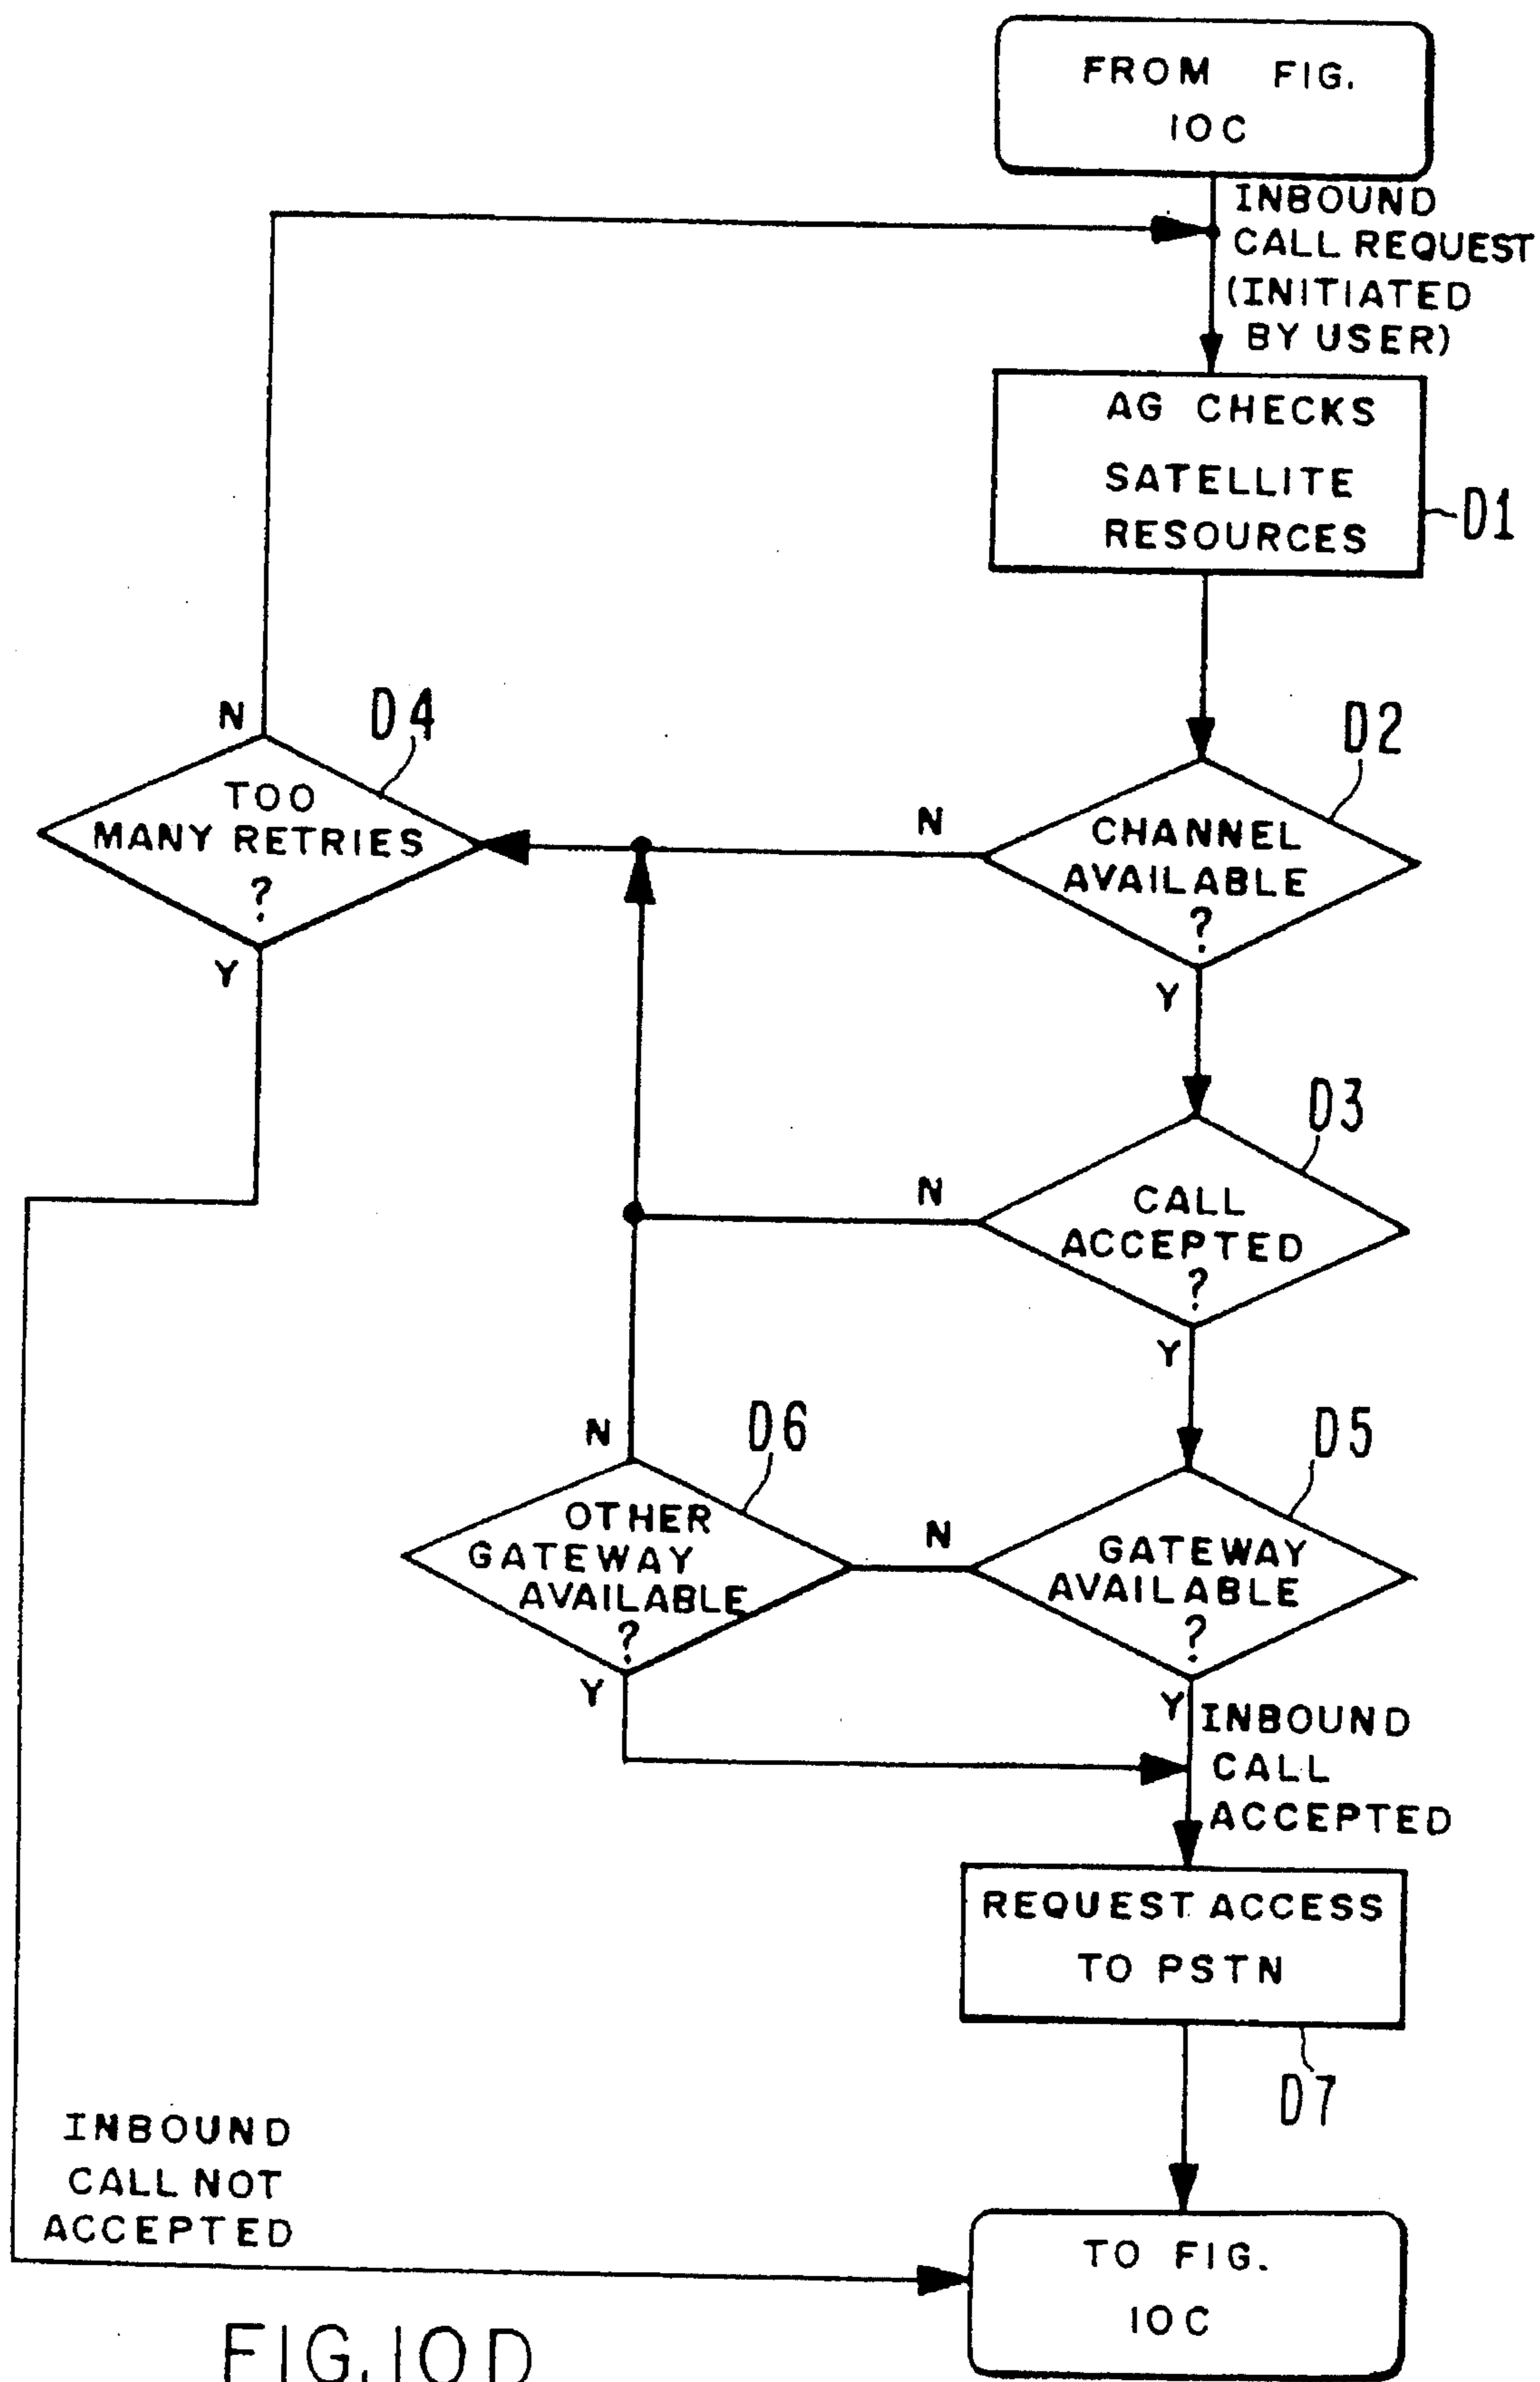 FROM FIG.
10C
INBOUND
CALL REQUEST
(INITIATED
BY USER)
AG CHECKS
SATELLITE
RESOURCES
D1
D2
CHANNEL
AVAILABLE
?
N
Y
D4
TOO
MANY RETRIES
?
N
Y
D3
CALL
ACCEPTED
?
N
Y
D5
GATEWAY
AVAILABLE
?
N
Y
D6
OTHER
GATEWAY
AVAILABLE
?
N
Y
INBOUND
CALL
ACCEPTED
REQUEST ACCESS
TO PSTN
D7
INBOUND
CALL NOT
ACCEPTED
TO FIG.
10C
FIG.10D